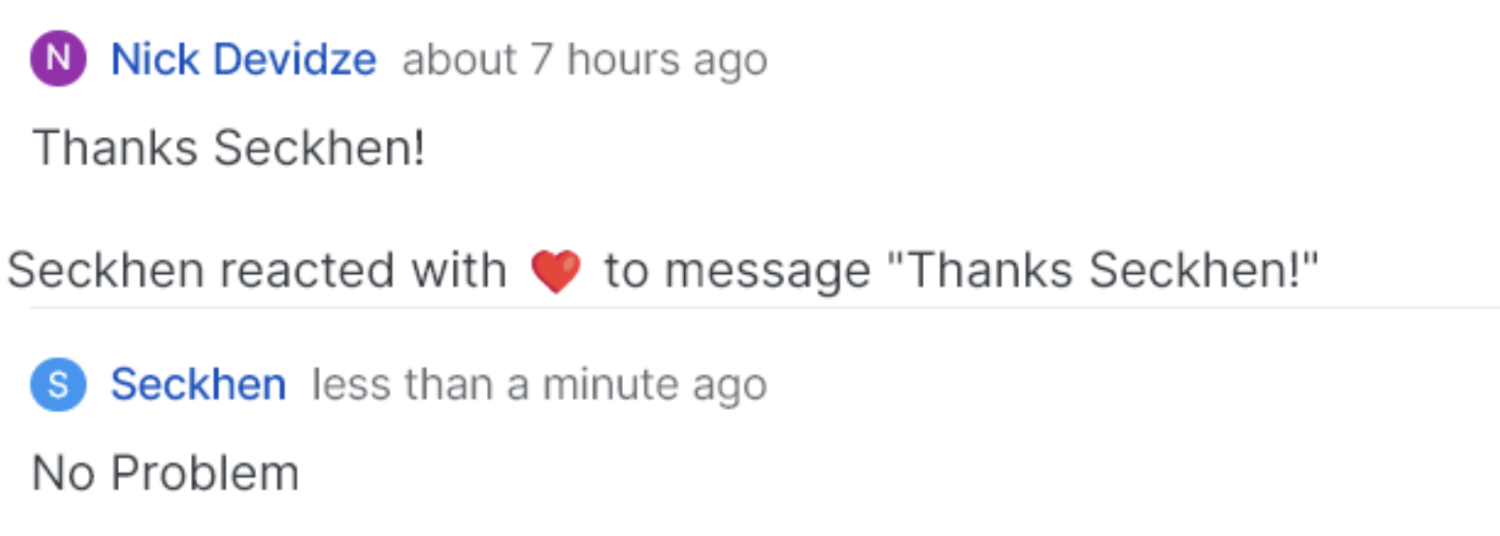 N Nick Devidze about 7 hours ago
Thanks Seckhen!
Seckhen reacted with ❤️ to message "Thanks Seckhen!"
S Seckhen less than a minute ago
No Problem